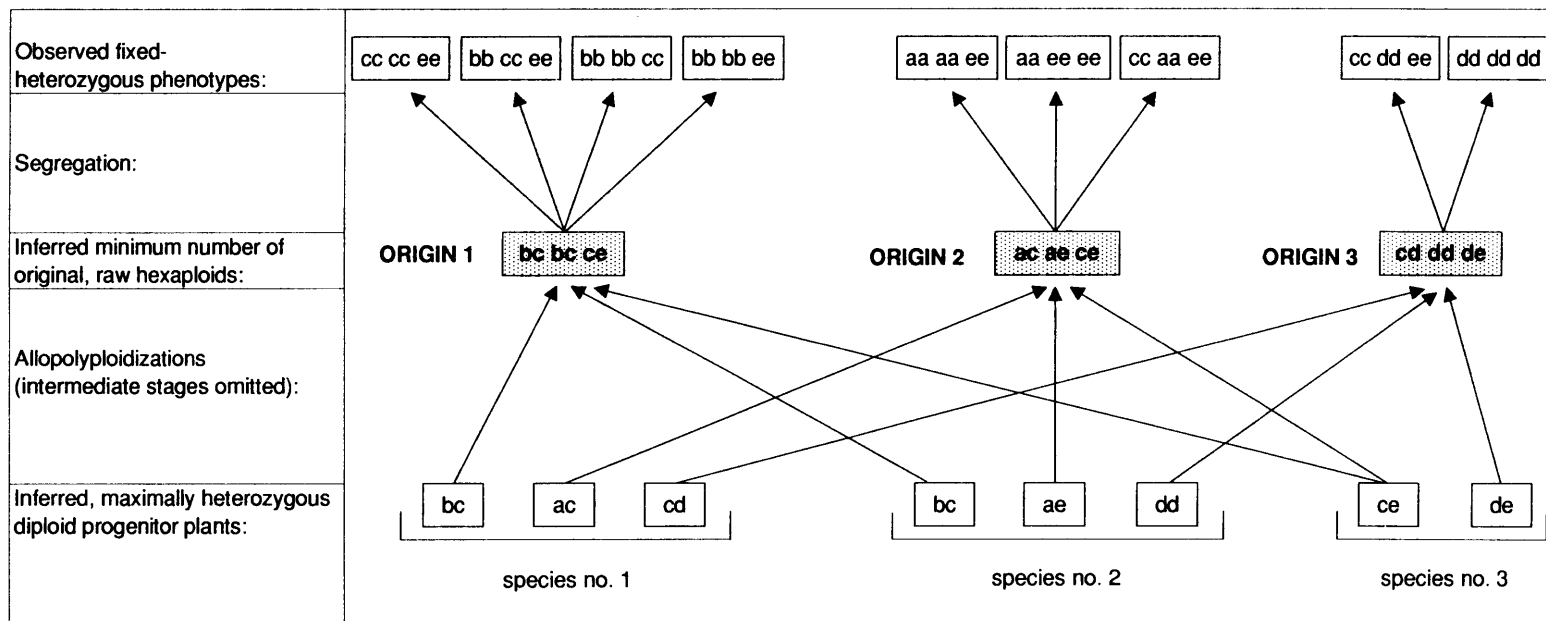 Observed fixed-
heterozygous phenotypes:
cc cc ee
bb cc ee
bb bb cc
bb bb ee
aa aa ee
aa ee ee
cc aa ee
cc dd ee
dd dd dd
Segregation:
Inferred minimum number of
original, raw hexaploids:
ORIGIN 1
bc bc ce
ORIGIN 2
ac ae ce
ORIGIN 3
cd dd de
Allopolyploidizations
(intermediate stages omitted):
Inferred, maximally heterozygous
diploid progenitor plants:
bc
ac
cd
bc
ae
dd
ce
de
species no. 1
species no. 2
species no. 3